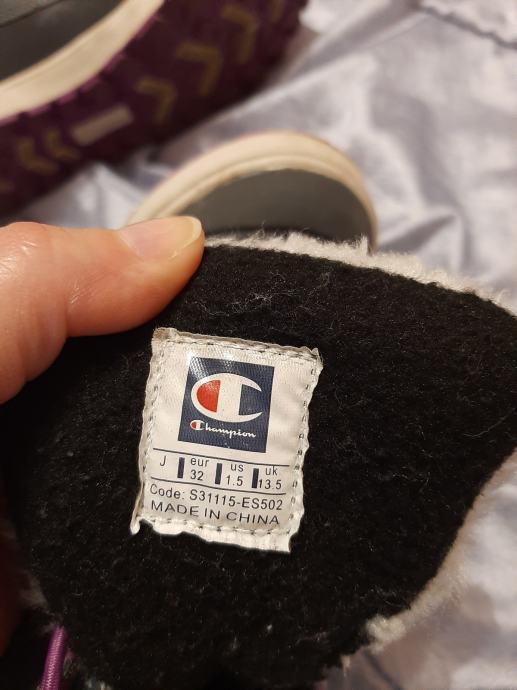 Champion
J eur us uk
32 1.5 13.5
Code: S31115-ES502
MADE IN CHINA